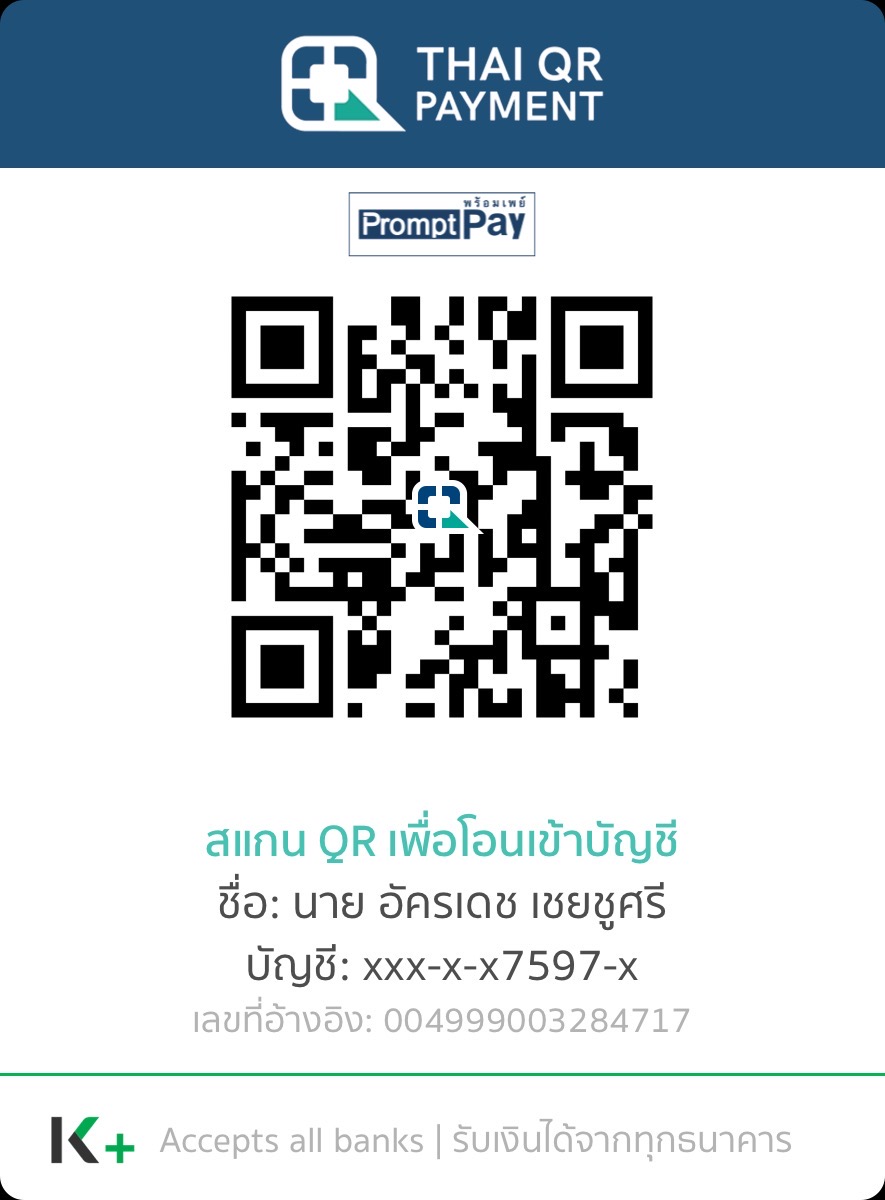 THAI QR
PAYMENT
พร้อมเพย์
PromptPay
สแกน QR เพื่อโอนเข้าบัญชี
ชื่อ: นาย อัครเดช เชยชูศรี
บัญชี: xxx-x-x7597-x
เลขที่อ้างอิง: 004999003284717
K+ Accepts all banks | รับเงินได้จากทุกธนาคาร